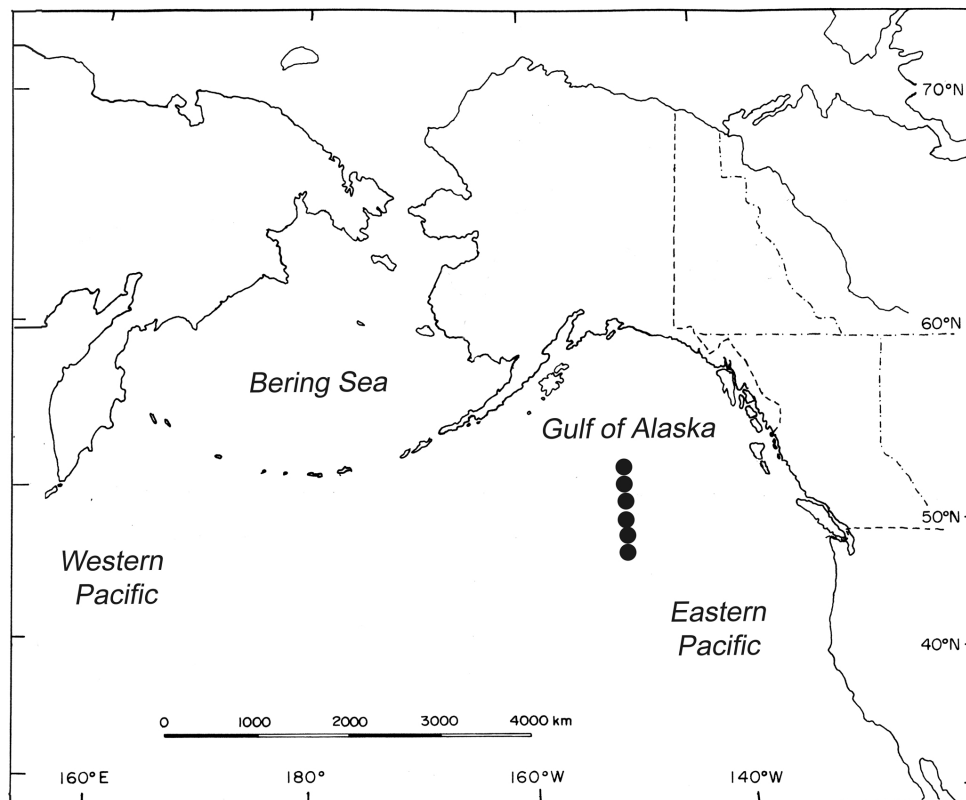 70°N
60°N
Bering Sea
Gulf of Alaska
50°N
Western
Pacific
Eastern
Pacific
40°N
0 1000 2000 3000 4000 km
160°E 180° 160°W 140°W